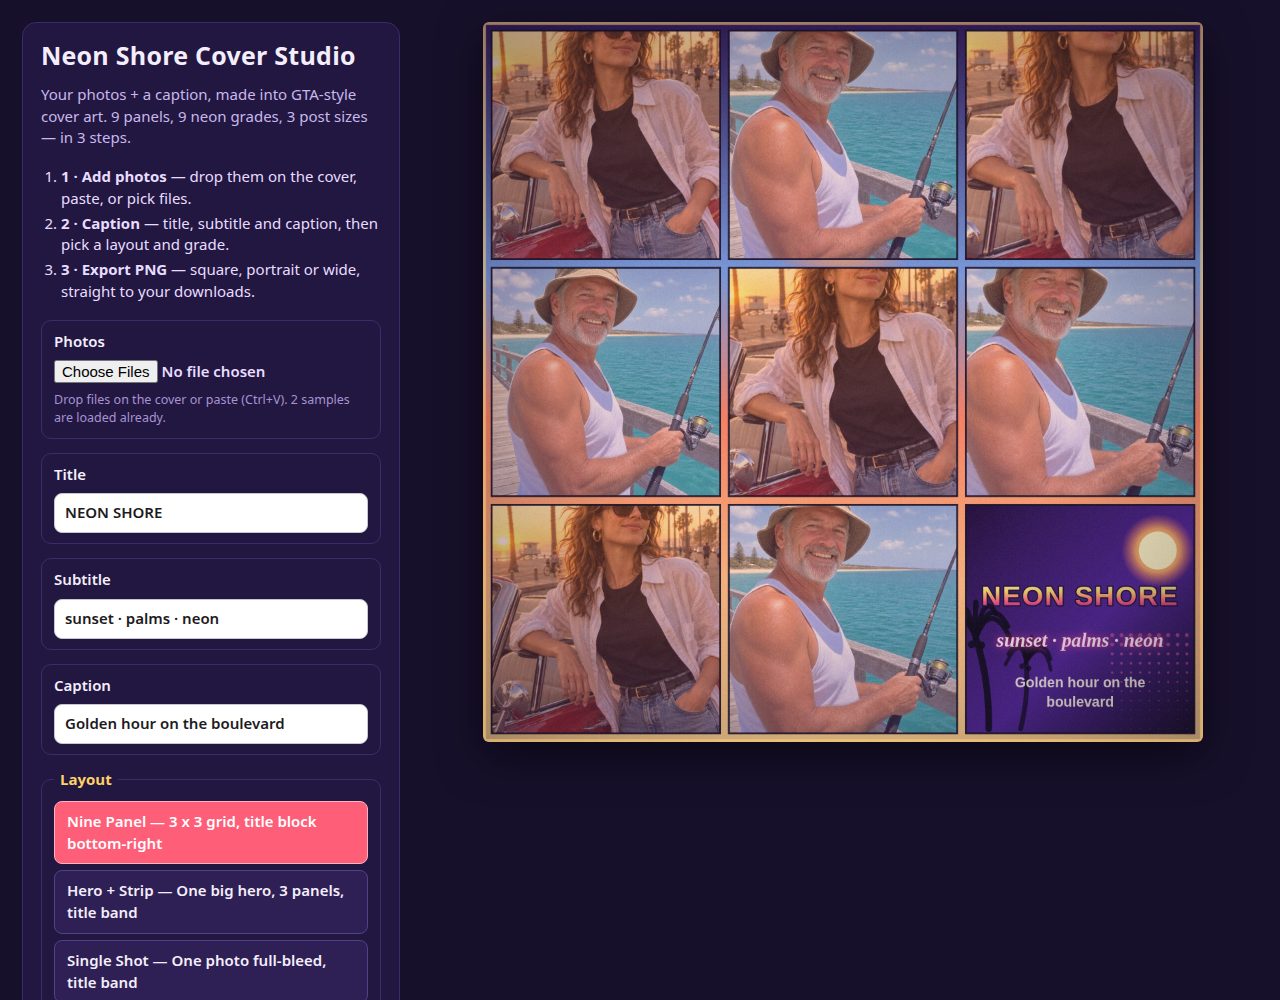 Neon Shore Cover Studio
Your photos + a caption, made into GTA-style
cover art. 9 panels, 9 neon grades, 3 post sizes
— in 3 steps.
1. 1 · Add photos — drop them on the cover,
paste, or pick files.
2. 2 · Caption — title, subtitle and caption, then
pick a layout and grade.
3. 3 · Export PNG — square, portrait or wide,
straight to your downloads.
Photos
Choose Files No file chosen
Drop files on the cover or paste (Ctrl+V). 2 samples
are loaded already.
Title
NEON SHORE
Subtitle
sunset · palms · neon
Caption
Golden hour on the boulevard
Layout
Nine Panel — 3 x 3 grid, title block
bottom-right
Hero + Strip — One big hero, 3 panels,
title band
Single Shot — One photo full-bleed,
title band
NEON SHORE
sunset · palms · neon
Golden hour on the
boulevard